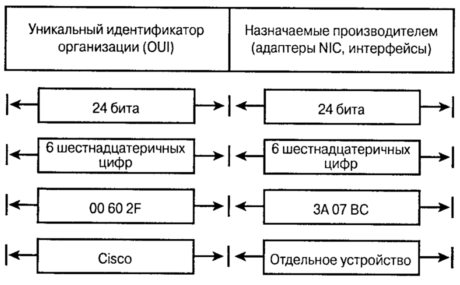 Уникальный идентификатор
организации (OUI)
Назначаемые производителем
(адаптеры NIC, интерфейсы)
24 бита
24 бита
6 шестнадцатеричных
цифр
6 шестнадцатеричных
цифр
00 60 2F
3A 07 BC
Cisco
Отдельное устройство